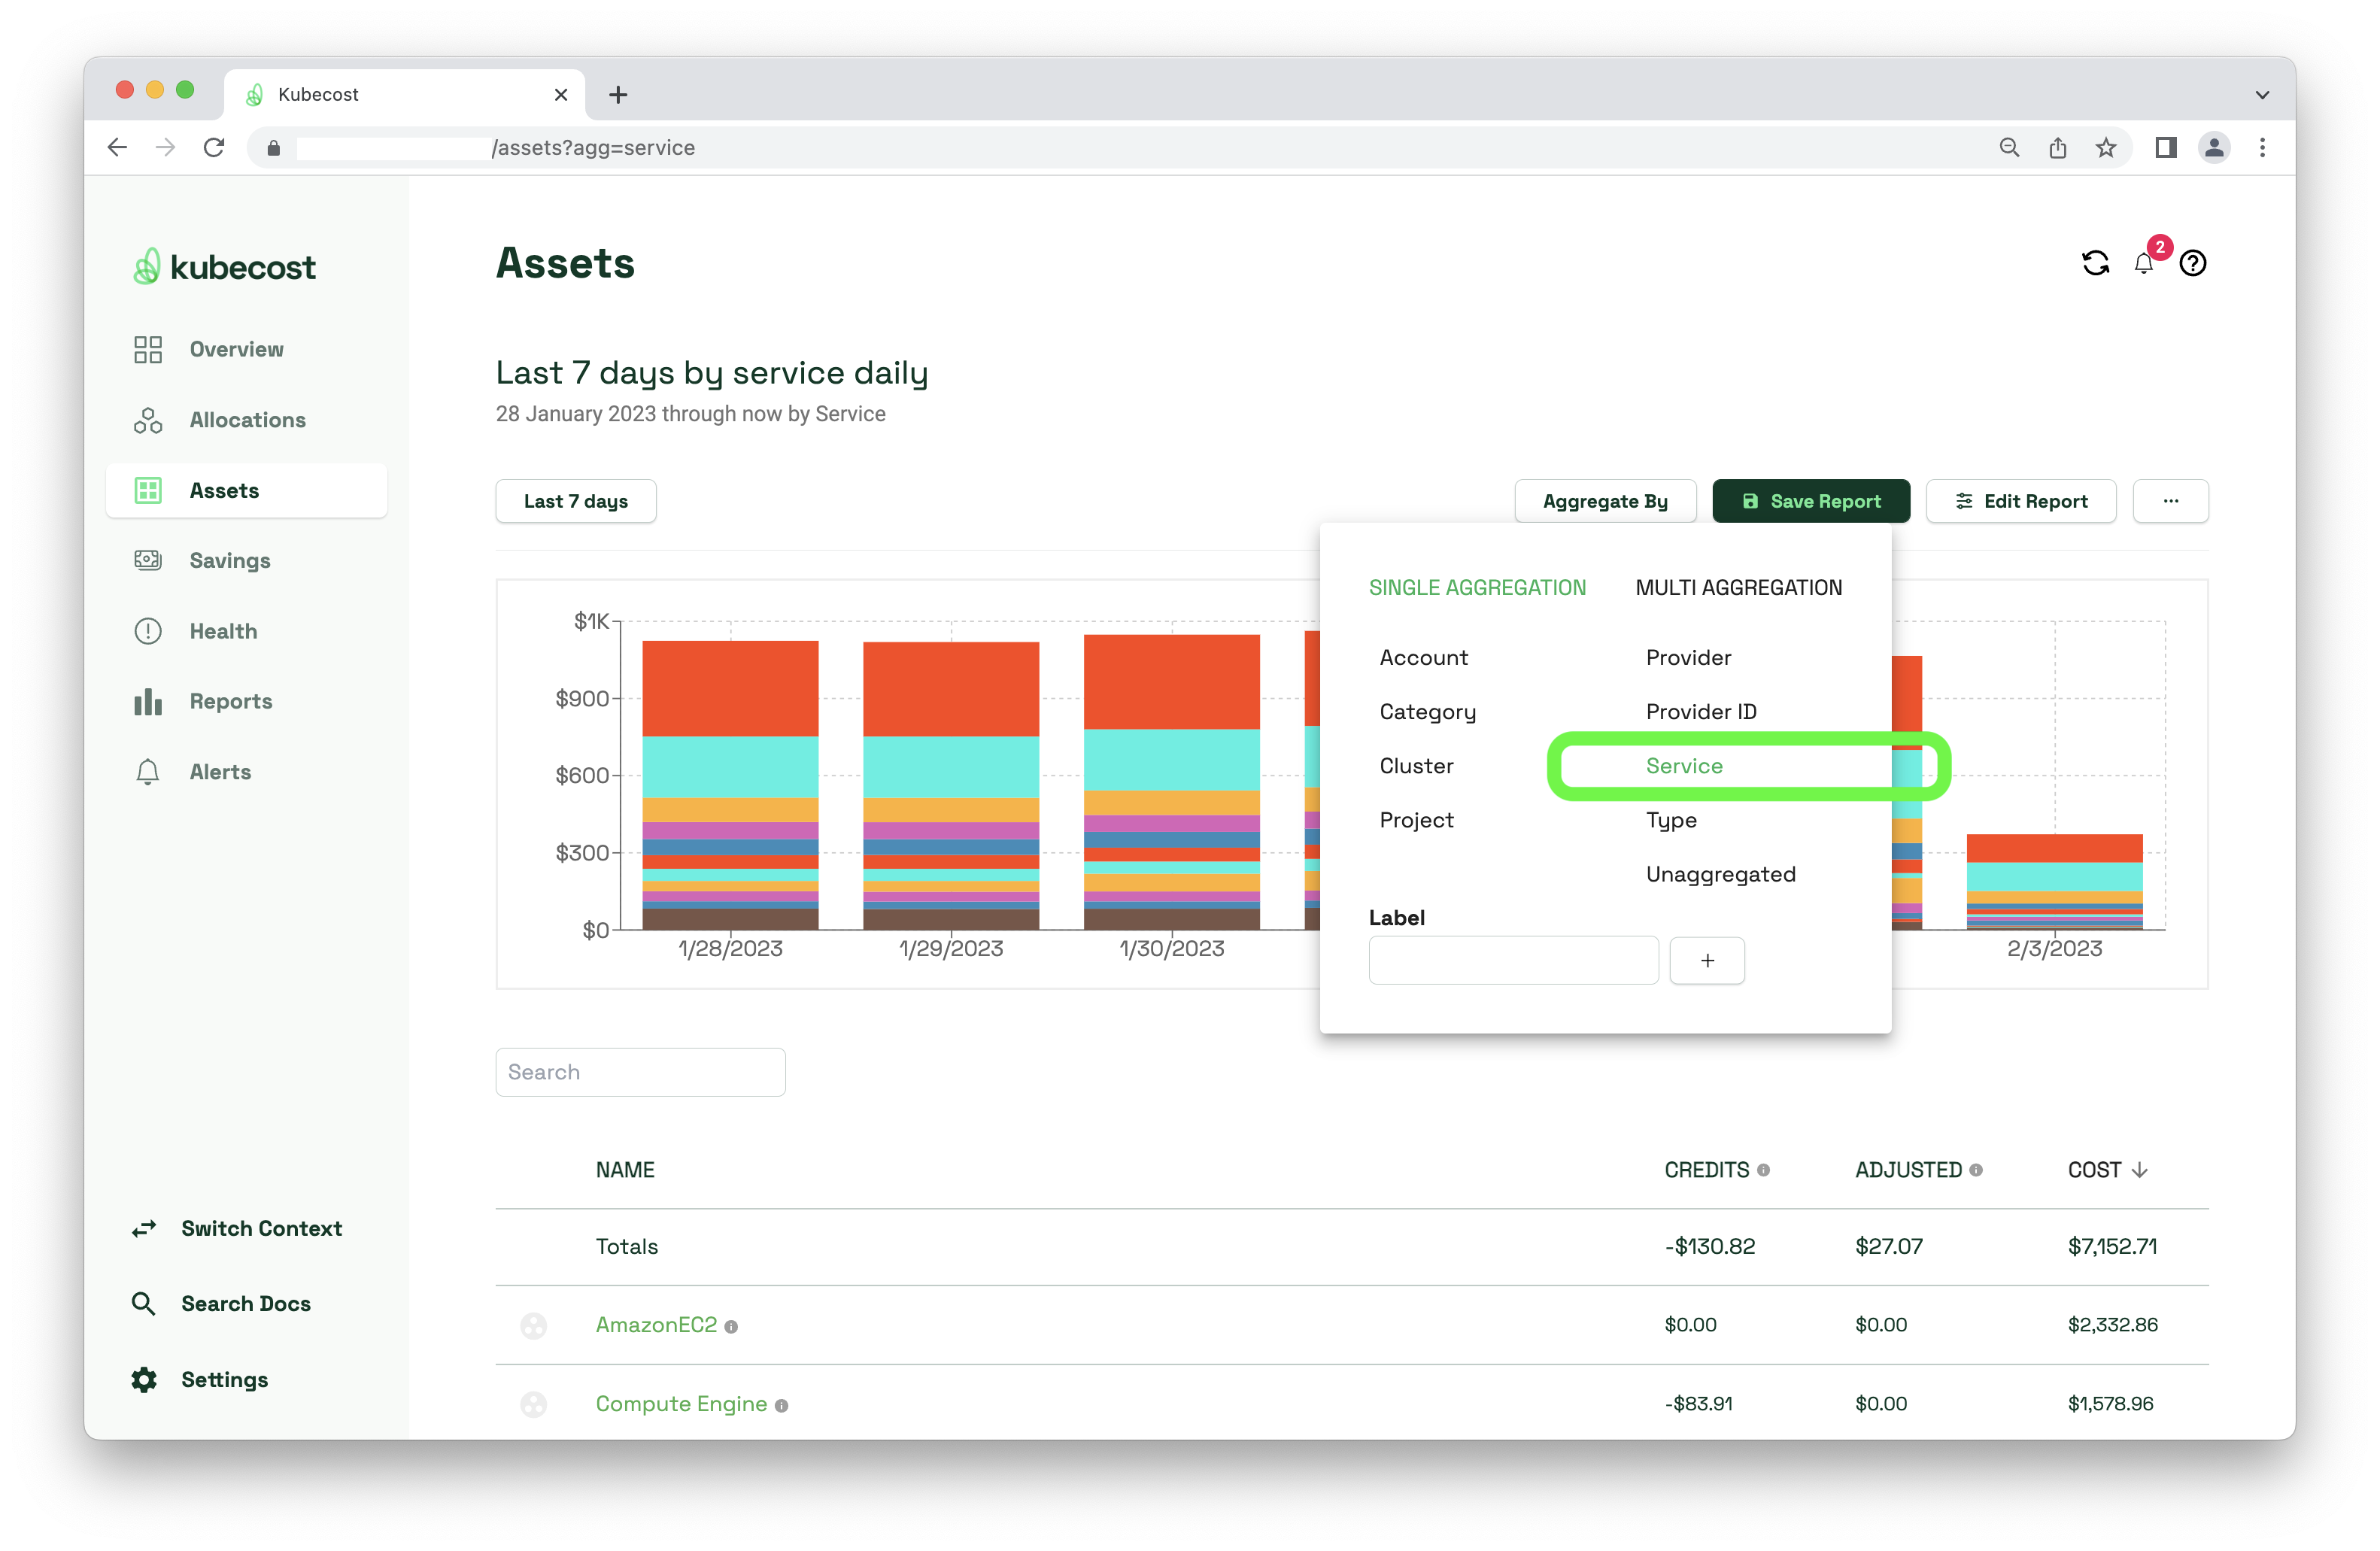 Kubecost
/assets?agg=service
kubecost
Assets
2
Overview
Allocations
Assets
Savings
Health
Reports
Alerts
Switch Context
Search Docs
Settings
Last 7 days by service daily
28 January 2023 through now by Service
Last 7 days
Aggregate By
Save Report
Edit Report
...
SINGLE AGGREGATION MULTI AGGREGATION
Account Provider
Category Provider ID
Cluster Service
Project Type
Unaggregated
Label
+
$1K
$900
$600
$300
$0
1/28/2023 1/29/2023 1/30/2023 2/3/2023
Search
NAME CREDITS ADJUSTED COST
Totals -$130.82 $27.07 $7,152.71
AmazonEC2 $0.00 $0.00 $2,332.86
Compute Engine -$83.91 $0.00 $1,578.96